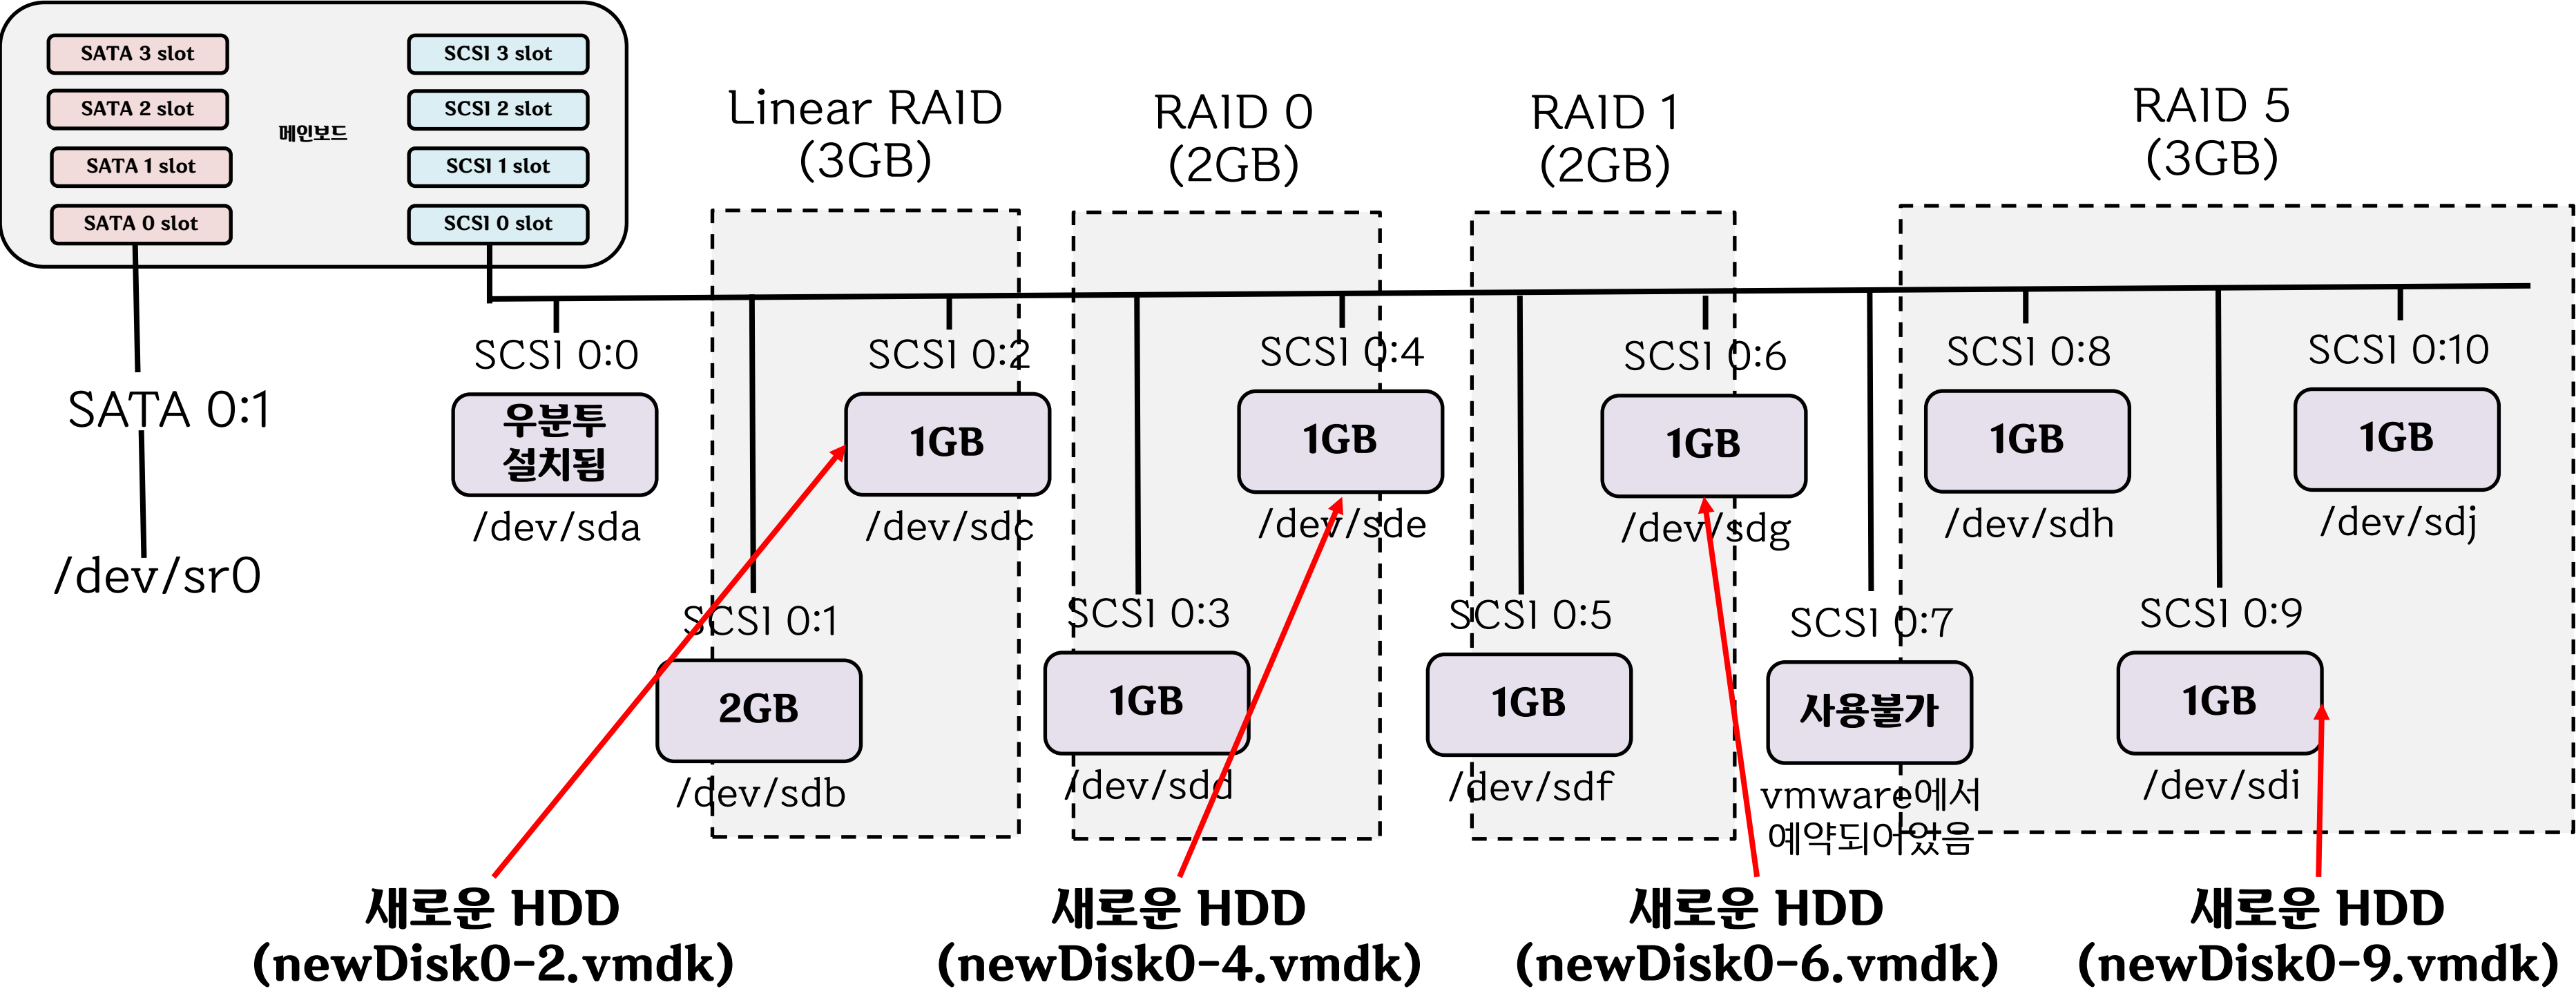 SATA 3 slot
SATA 2 slot
SATA 1 slot
SATA 0 slot
메인보드
SCSI 3 slot
SCSI 2 slot
SCSI 1 slot
SCSI 0 slot
Linear RAID
(3GB)
RAID 0
(2GB)
RAID 1
(2GB)
RAID 5
(3GB)
SATA 0:1
/dev/sr0
SCSI 0:0
우분투
설치됨
/dev/sda
SCSI 0:1
2GB
/dev/sdb
SCSI 0:2
1GB
/dev/sdc
SCSI 0:3
1GB
/dev/sdd
SCSI 0:4
1GB
/dev/sde
SCSI 0:5
1GB
/dev/sdf
SCSI 0:6
1GB
/dev/sdg
SCSI 0:7
사용불가
vmware에서
예약되어있음
SCSI 0:8
1GB
/dev/sdh
SCSI 0:9
1GB
/dev/sdi
SCSI 0:10
1GB
/dev/sdj
새로운 HDD
(newDisk0-2.vmdk)
새로운 HDD
(newDisk0-4.vmdk)
새로운 HDD
(newDisk0-6.vmdk)
새로운 HDD
(newDisk0-9.vmdk)